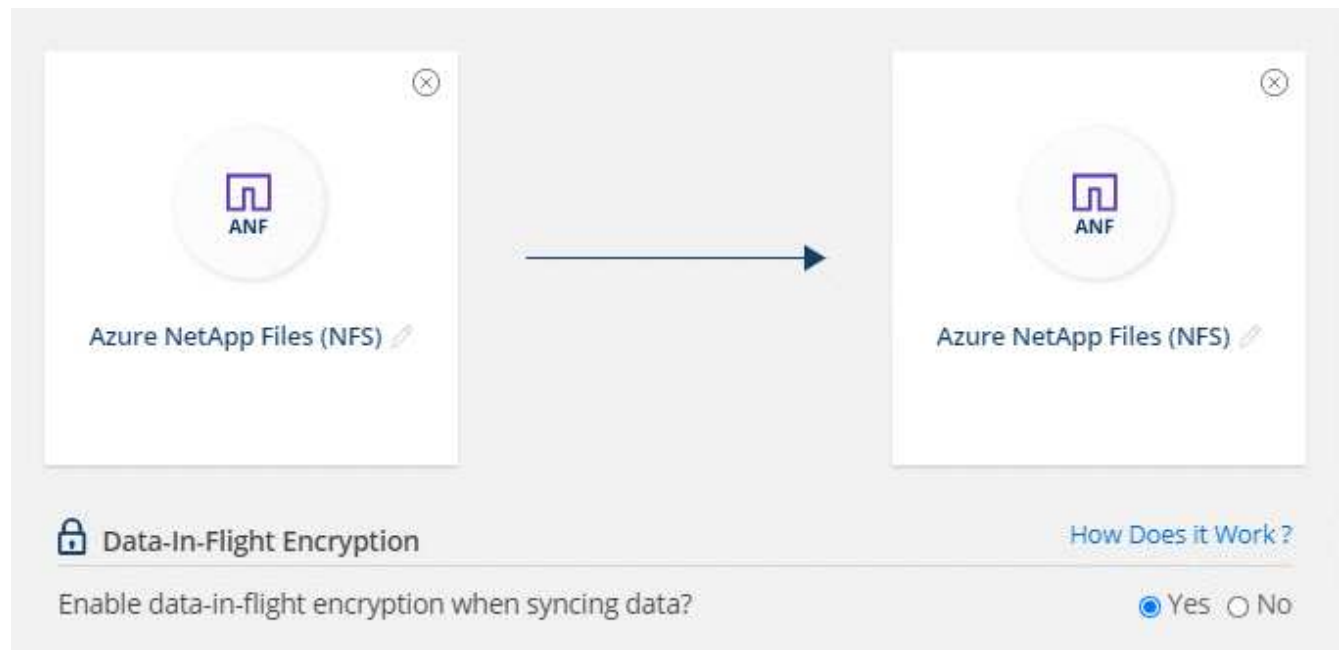 ANF
ANF
Azure NetApp Files (NFS)
Azure NetApp Files (NFS)
Data-In-Flight Encryption
How Does it Work ?
Enable data-in-flight encryption when syncing data?
Yes
No